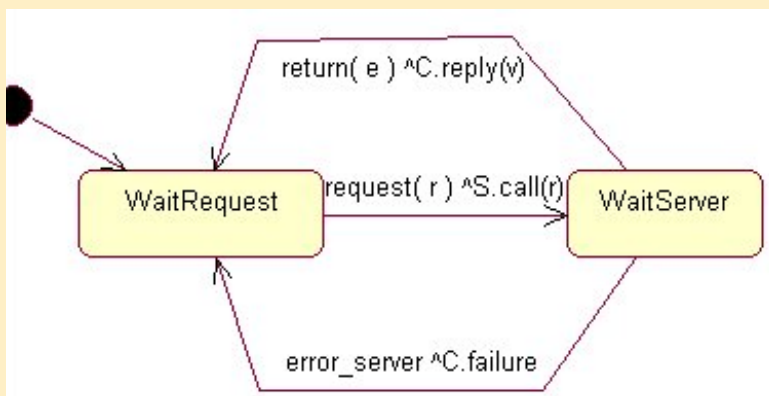 return( e ) ^C.reply(v)
WaitRequest
request( r ) ^S.call(r)
WaitServer
error_server ^C.failure